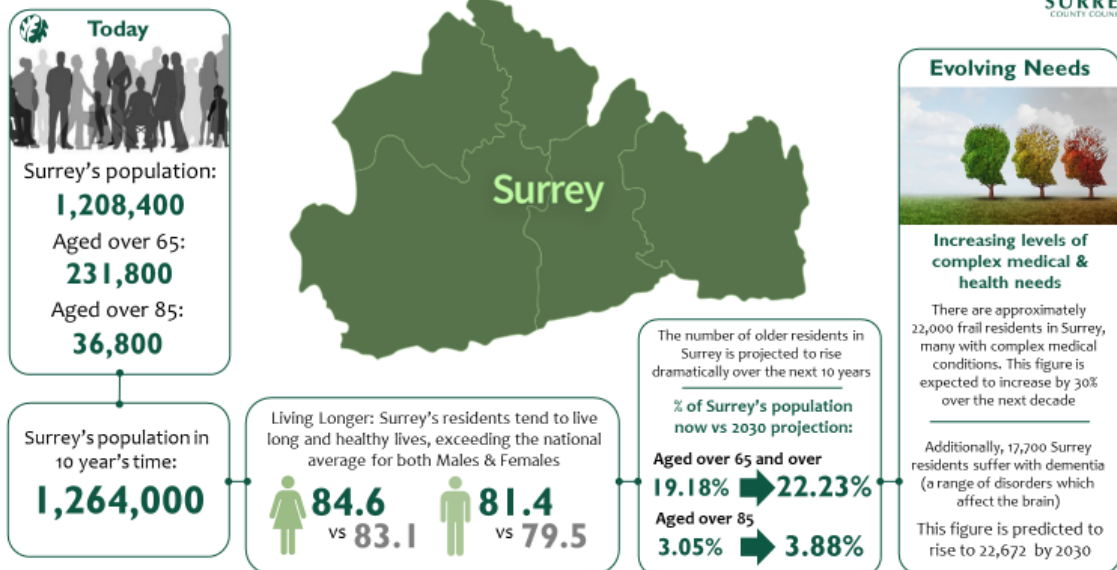 SURRE
COUNTY COUNC
Today
Surrey's population:
1,208,400
Aged over 65:
231,800
Aged over 85:
36,800
Surrey's population in
10 year's time:
1,264,000
Surrey
Living Longer: Surrey's residents tend to live
long and healthy lives, exceeding the national
average for both Males & Females
84.6
vs 83.1
81.4
vs 79.5
The number of older residents in
Surrey is projected to rise
dramatically over the next 10 years
% of Surrey's population
now vs 2030 projection:
Aged over 65 and over
19.18% 22.23%
Aged over 85
3.05% 3.88%
Evolving Needs
Increasing levels of
complex medical &
health needs
There are approximately
22,000 frail residents in Surrey,
many with complex medical
conditions. This figure is
expected to increase by 30%
over the next decade
Additionally, 17,700 Surrey
residents suffer with dementia
(a range of disorders which
affect the brain)
This figure is predicted to
rise to 22,672 by 2030